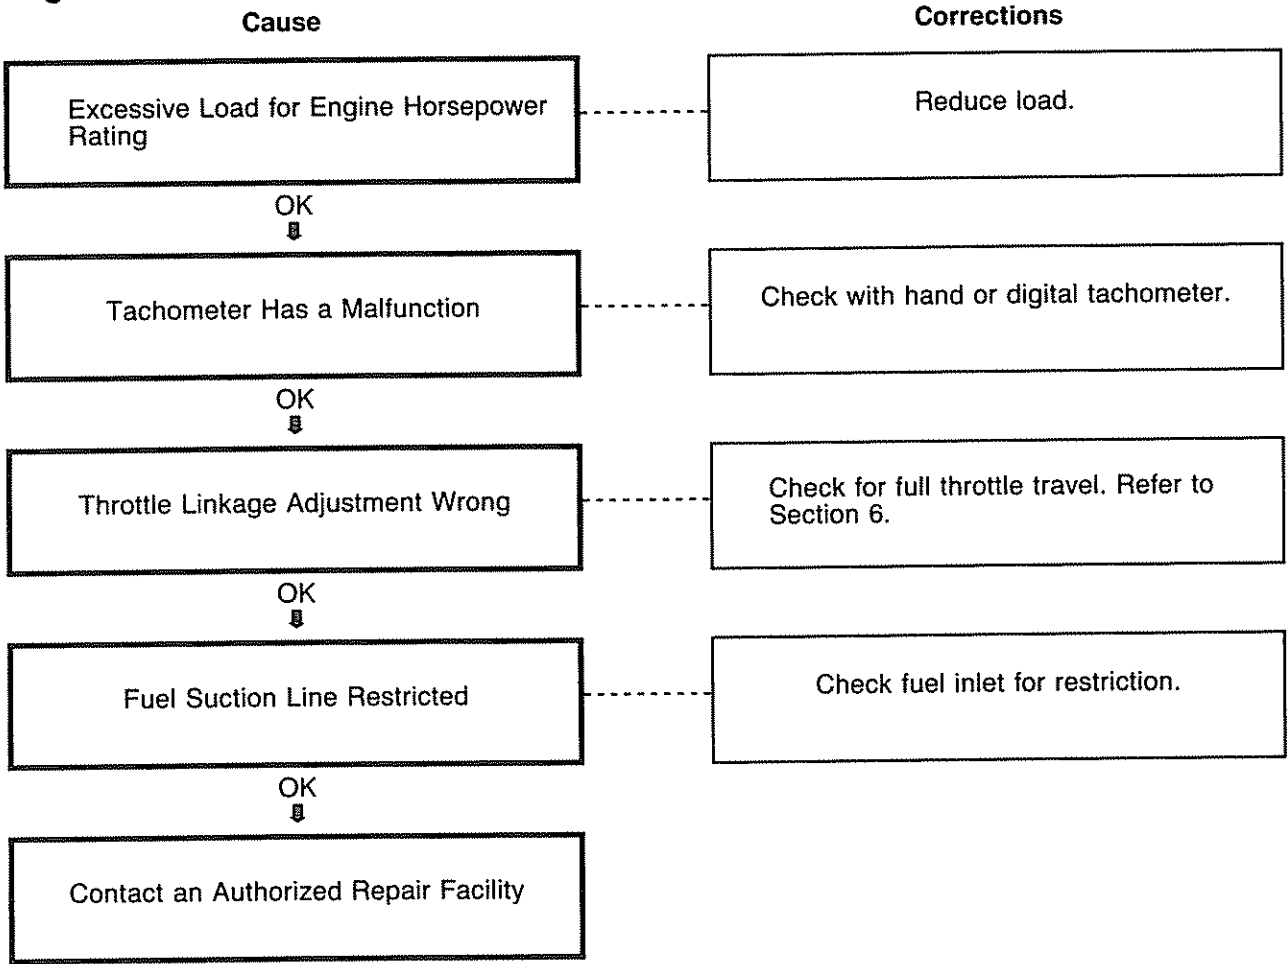 Cause
Corrections
Excessive Load for Engine Horsepower
Rating
Reduce load.
OK
Tachometer Has a Malfunction
Check with hand or digital tachometer.
OK
Throttle Linkage Adjustment Wrong
Check for full throttle travel. Refer to
Section 6.
OK
Fuel Suction Line Restricted
Check fuel inlet for restriction.
OK
Contact an Authorized Repair Facility